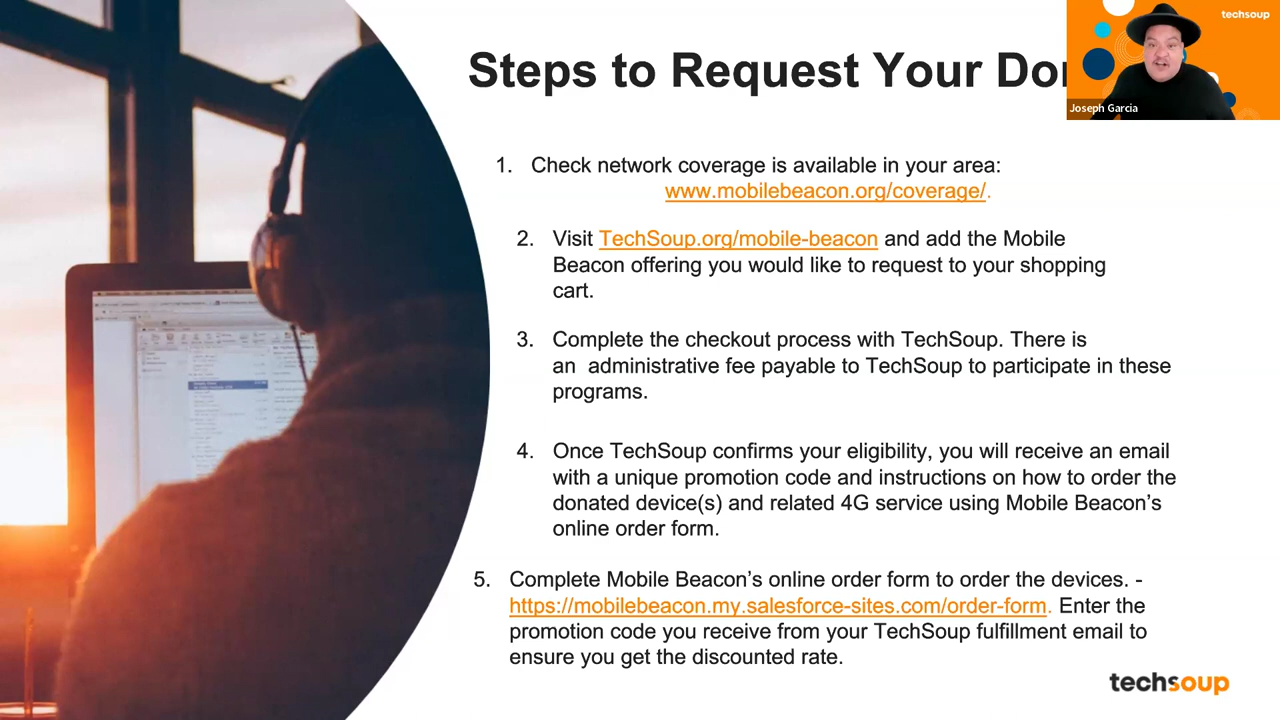 techsoup
Steps to Request Your
Joseph Garcia
1. Check network coverage is available in your area:
www.mobilebeacon.org/coverage/.
2. Visit TechSoup.org/mobile-beacon and add the Mobile
Beacon offering you would like to request to your shopping
cart.
3. Complete the checkout process with TechSoup. There is
an administrative fee payable to TechSoup to participate in these
programs.
4. Once TechSoup confirms your eligibility, you will receive an email
with a unique promotion code and instructions on how to order the
donated device(s) and related 4G service using Mobile Beacon’s
online order form.
5. Complete Mobile Beacon’s online order form to order the devices. -
https://mobilebeacon.my.salesforce-sites.com/order-form. Enter the
promotion code you receive from your TechSoup fulfillment email to
ensure you get the discounted rate.
techsoup